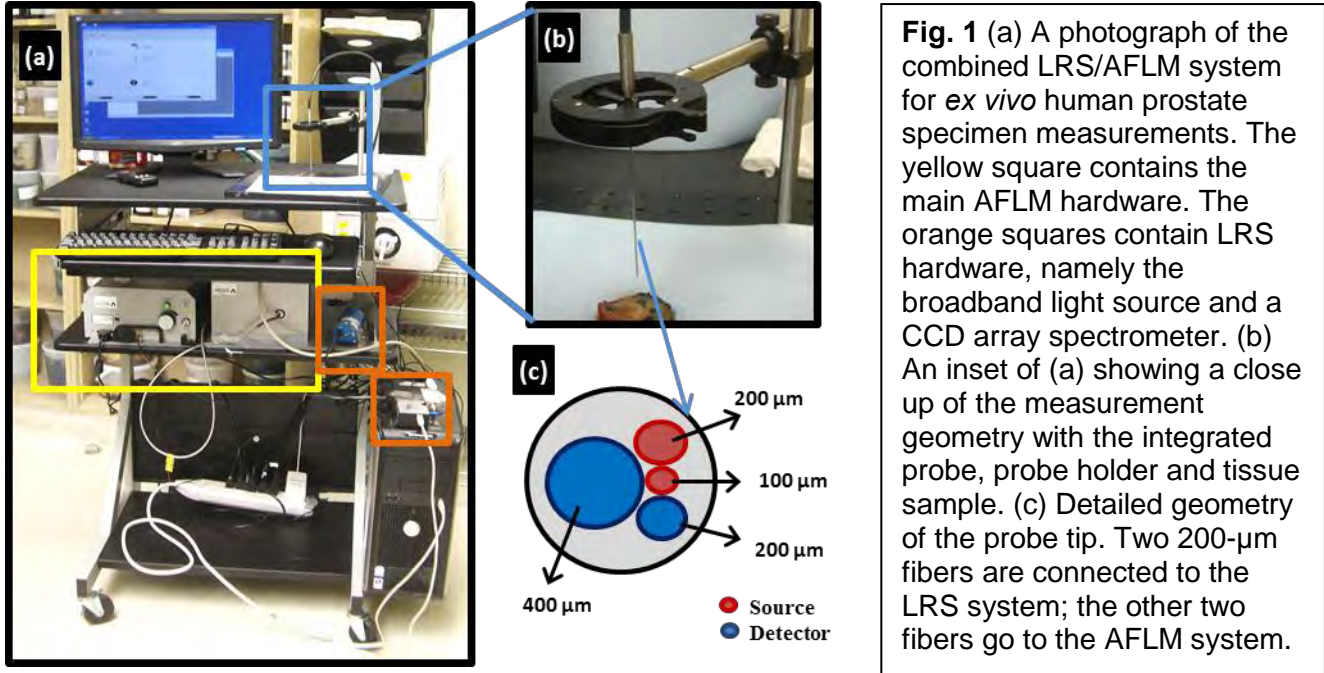 (a)
(b)
(c)
200 µm
100 µm
200 µm
400 µm
Source
Detector
Fig. 1 (a) A photograph of the
combined LRS/AFLM system
for ex vivo human prostate
specimen measurements. The
yellow square contains the
main AFLM hardware. The
orange squares contain LRS
hardware, namely the
broadband light source and a
CCD array spectrometer. (b)
An inset of (a) showing a close
up of the measurement
geometry with the integrated
probe, probe holder and tissue
sample. (c) Detailed geometry
of the probe tip. Two 200-µm
fibers are connected to the
LRS system; the other two
fibers go to the AFLM system.